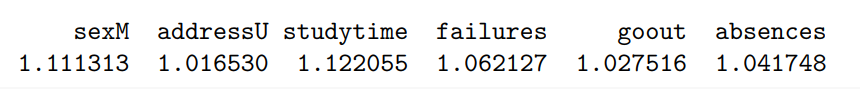 sexM addressU studytime failures goout absences
1.111313 1.016530 1.122055 1.062127 1.027516 1.041748